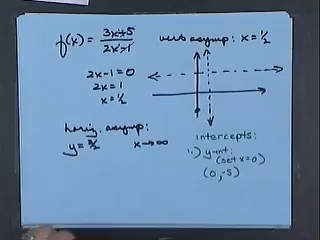 f(x) = 3x+5 / 2x-1
vert asymp: x = 1/2
2x-1=0
2x=1
x=1/2
horiz. asymp:
y = 3/2 x→∞
intercepts:
1.) y-int:
(set x=0)
(0,-5)